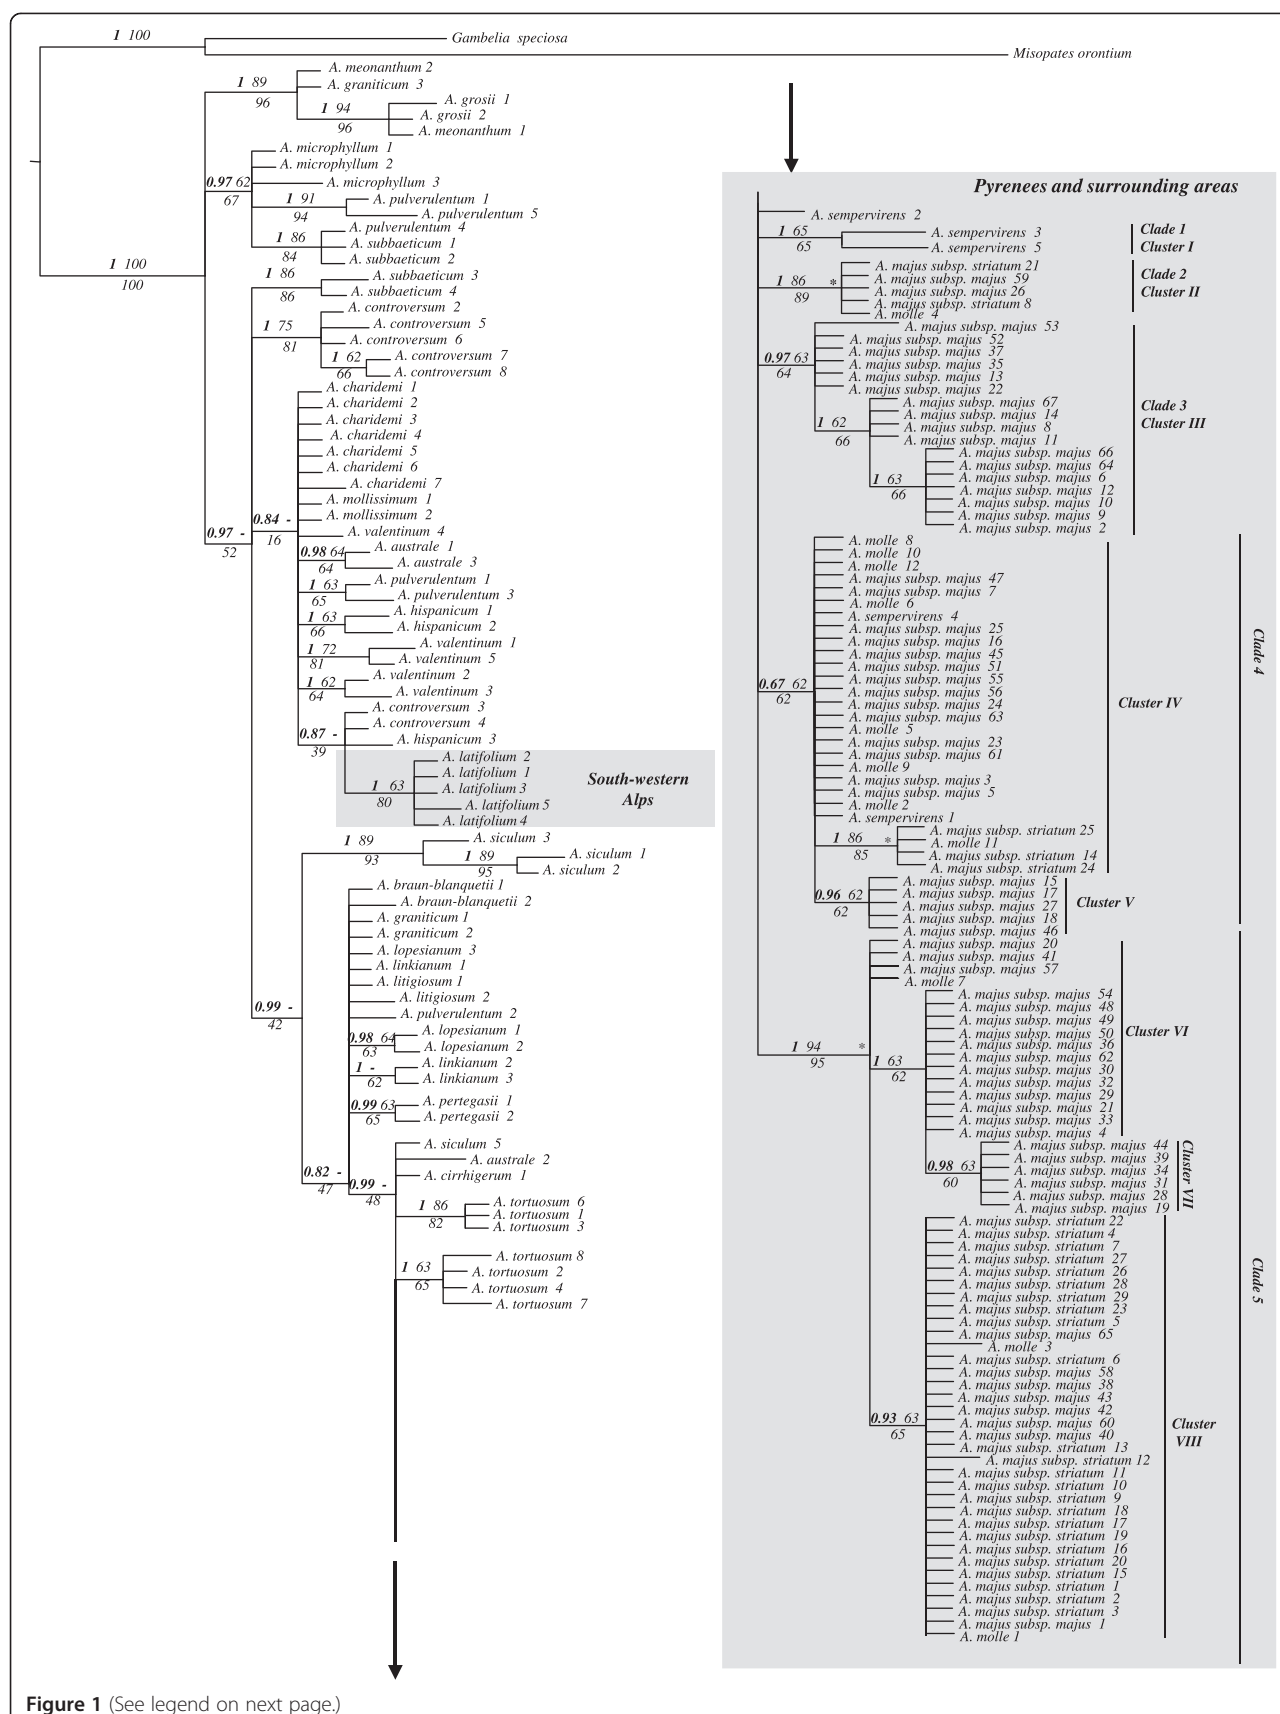 1 100
Gambelia speciosa
Misopates orontium
A. meonanthum 2
1 89
A. graniticum 3
96
A. grosii 1
1 94
A. grosii 2
96
A. meonanthum 1
A. microphyllum 1
A. microphyllum 2
0.97 62
A. microphyllum 3
67
1 91
A. pulverulentum 1
94
A. pulverulentum 5
A. pulverulentum 4
1 86
A. subbaeticum 1
84
A. subbaeticum 2
1 100
100
1 86
A. subbaeticum 3
86
A. subbaeticum 4
A. controversum 2
1 75
A. controversum 5
81
A. controversum 6
1 62
A. controversum 7
66
A. controversum 8
A. charidemi 1
A. charidemi 2
A. charidemi 3
A. charidemi 4
A. charidemi 5
A. charidemi 6
A. charidemi 7
A. mollissimum 1
0.97 -
52
0.84 -
16
A. mollissimum 2
A. valentinum 4
0.98 64
A. australe 1
64
A. australe 3
1 63
A. pulverulentum 1
65
A. pulverulentum 3
1 63
A. hispanicum 1
66
A. hispanicum 2
1 72
A. valentinum 1
81
A. valentinum 5
1 62
A. valentinum 2
64
A. valentinum 3
A. controversum 3
0.87 -
A. controversum 4
39
A. hispanicum 3
A. latifolium 2
A. latifolium 1
1 63
A. latifolium 3
80
A. latifolium 5
A. latifolium 4
South-western
Alps
1 89
A. siculum 3
93
1 89
A. siculum 1
95
A. siculum 2
A. braun-blanquetii 1
A. braun-blanquetii 2
A. graniticum 1
A. graniticum 2
A. lopesianum 3
A. linkianum 1
A. litigiosum 1
A. litigiosum 2
0.99 -
42
A. pulverulentum 2
0.98 64
A. lopesianum 1
63
A. lopesianum 2
1 -
A. linkianum 2
62
A. linkianum 3
0.99 63
A. pertegasii 1
65
A. pertegasii 2
A. siculum 5
A. australe 2
0.82 -
47
A. cirrhigerum 1
0.99 -
48
1 86
A. tortuosum 6
82
A. tortuosum 1
A. tortuosum 3
A. tortuosum 8
1 63
A. tortuosum 2
65
A. tortuosum 4
A. tortuosum 7
Pyrenees and surrounding areas
A. sempervirens 2
1 65
A. sempervirens 3
65
A. sempervirens 5
Clade 1
Cluster I
A. majus subsp. striatum 21
1 86 *
A. majus subsp. majus 59
89
A. majus subsp. majus 26
A. majus subsp. striatum 8
A. molle 4
Clade 2
Cluster II
A. majus subsp. majus 53
A. majus subsp. majus 52
A. majus subsp. majus 37
0.97 63
A. majus subsp. majus 35
64
A. majus subsp. majus 13
A. majus subsp. majus 22
A. majus subsp. majus 67
A. majus subsp. majus 14
1 62
A. majus subsp. majus 8
66
A. majus subsp. majus 11
Clade 3
Cluster III
A. majus subsp. majus 66
A. majus subsp. majus 64
1 63
A. majus subsp. majus 6
66
A. majus subsp. majus 12
A. majus subsp. majus 10
A. majus subsp. majus 9
A. majus subsp. majus 2
A. molle 8
A. molle 10
A. molle 12
A. majus subsp. majus 47
A. majus subsp. majus 7
A. molle 6
A. sempervirens 4
A. majus subsp. majus 25
A. majus subsp. majus 16
A. majus subsp. majus 45
A. majus subsp. majus 51
A. majus subsp. majus 55
0.67 62
62
A. majus subsp. majus 56
A. majus subsp. majus 24
A. majus subsp. majus 63
A. molle 5
A. majus subsp. majus 23
A. majus subsp. majus 61
A. molle 9
A. majus subsp. majus 3
A. majus subsp. majus 5
A. molle 2
A. sempervirens 1
Cluster IV
Clade 4
A. majus subsp. striatum 25
1 86 *
A. molle 11
85
A. majus subsp. striatum 14
A. majus subsp. striatum 24
A. majus subsp. majus 15
0.96 62
A. majus subsp. majus 17
62
A. majus subsp. majus 27
A. majus subsp. majus 18
A. majus subsp. majus 46
Cluster V
A. majus subsp. majus 20
A. majus subsp. majus 41
A. majus subsp. majus 57
A. molle 7
A. majus subsp. majus 54
A. majus subsp. majus 48
A. majus subsp. majus 49
A. majus subsp. majus 50
A. majus subsp. majus 36
1 94 *
95
1 63
62
A. majus subsp. majus 62
A. majus subsp. majus 30
A. majus subsp. majus 32
A. majus subsp. majus 29
A. majus subsp. majus 21
A. majus subsp. majus 33
A. majus subsp. majus 4
Cluster VI
A. majus subsp. majus 44
A. majus subsp. majus 39
0.98 63
A. majus subsp. majus 34
60
A. majus subsp. majus 31
A. majus subsp. majus 28
A. majus subsp. majus 19
Cluster VII
Clade 5
A. majus subsp. striatum 22
A. majus subsp. striatum 4
A. majus subsp. striatum 7
A. majus subsp. striatum 27
A. majus subsp. striatum 26
A. majus subsp. striatum 28
A. majus subsp. striatum 29
A. majus subsp. striatum 23
A. majus subsp. striatum 5
A. majus subsp. majus 65
A. molle 3
A. majus subsp. striatum 6
A. majus subsp. majus 58
A. majus subsp. majus 38
A. majus subsp. majus 43
A. majus subsp. majus 42
0.93 63
65
A. majus subsp. majus 60
A. majus subsp. majus 40
A. majus subsp. striatum 13
A. majus subsp. striatum 12
A. majus subsp. striatum 11
A. majus subsp. striatum 10
A. majus subsp. striatum 9
A. majus subsp. striatum 18
A. majus subsp. striatum 17
A. majus subsp. striatum 19
A. majus subsp. striatum 16
A. majus subsp. striatum 20
A. majus subsp. striatum 15
A. majus subsp. striatum 1
A. majus subsp. striatum 2
A. majus subsp. striatum 3
A. majus subsp. majus 1
A. molle 1
Cluster
VIII
Figure 1 (See legend on next page.)